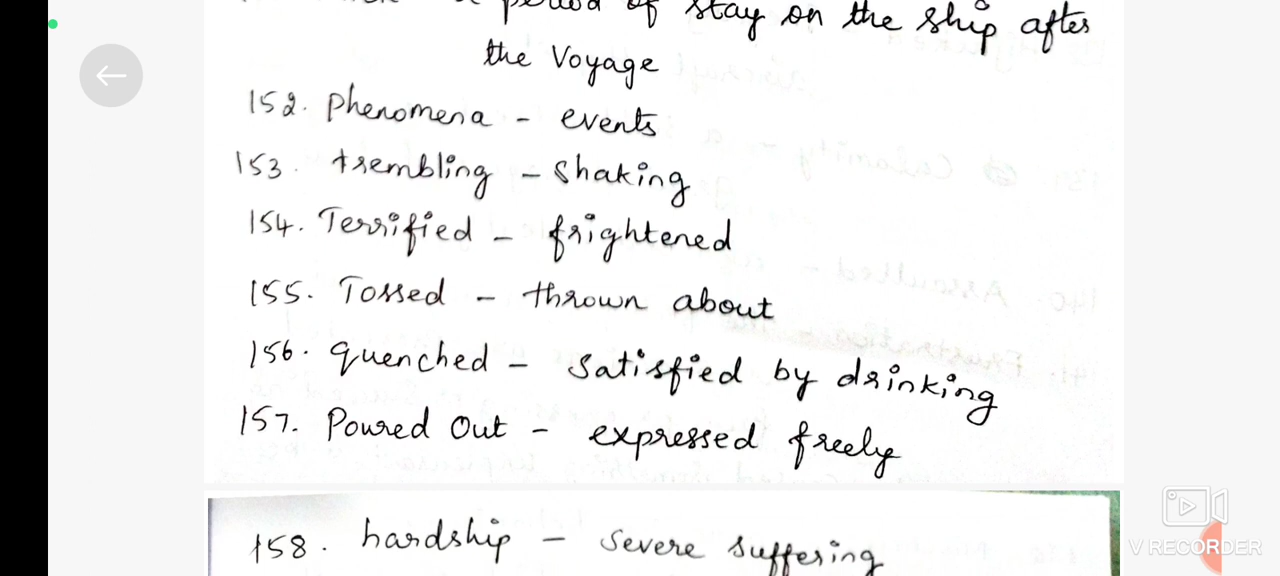 period of stay on the ship after
the Voyage
152. Phenomena - events
153. trembling - Shaking
154. Terrified - frightened
155. Tossed - thrown about
156. quenched - satisfied by drinking
157. Poured Out - expressed freely
158. hardship - severe suffering
V RECORDER